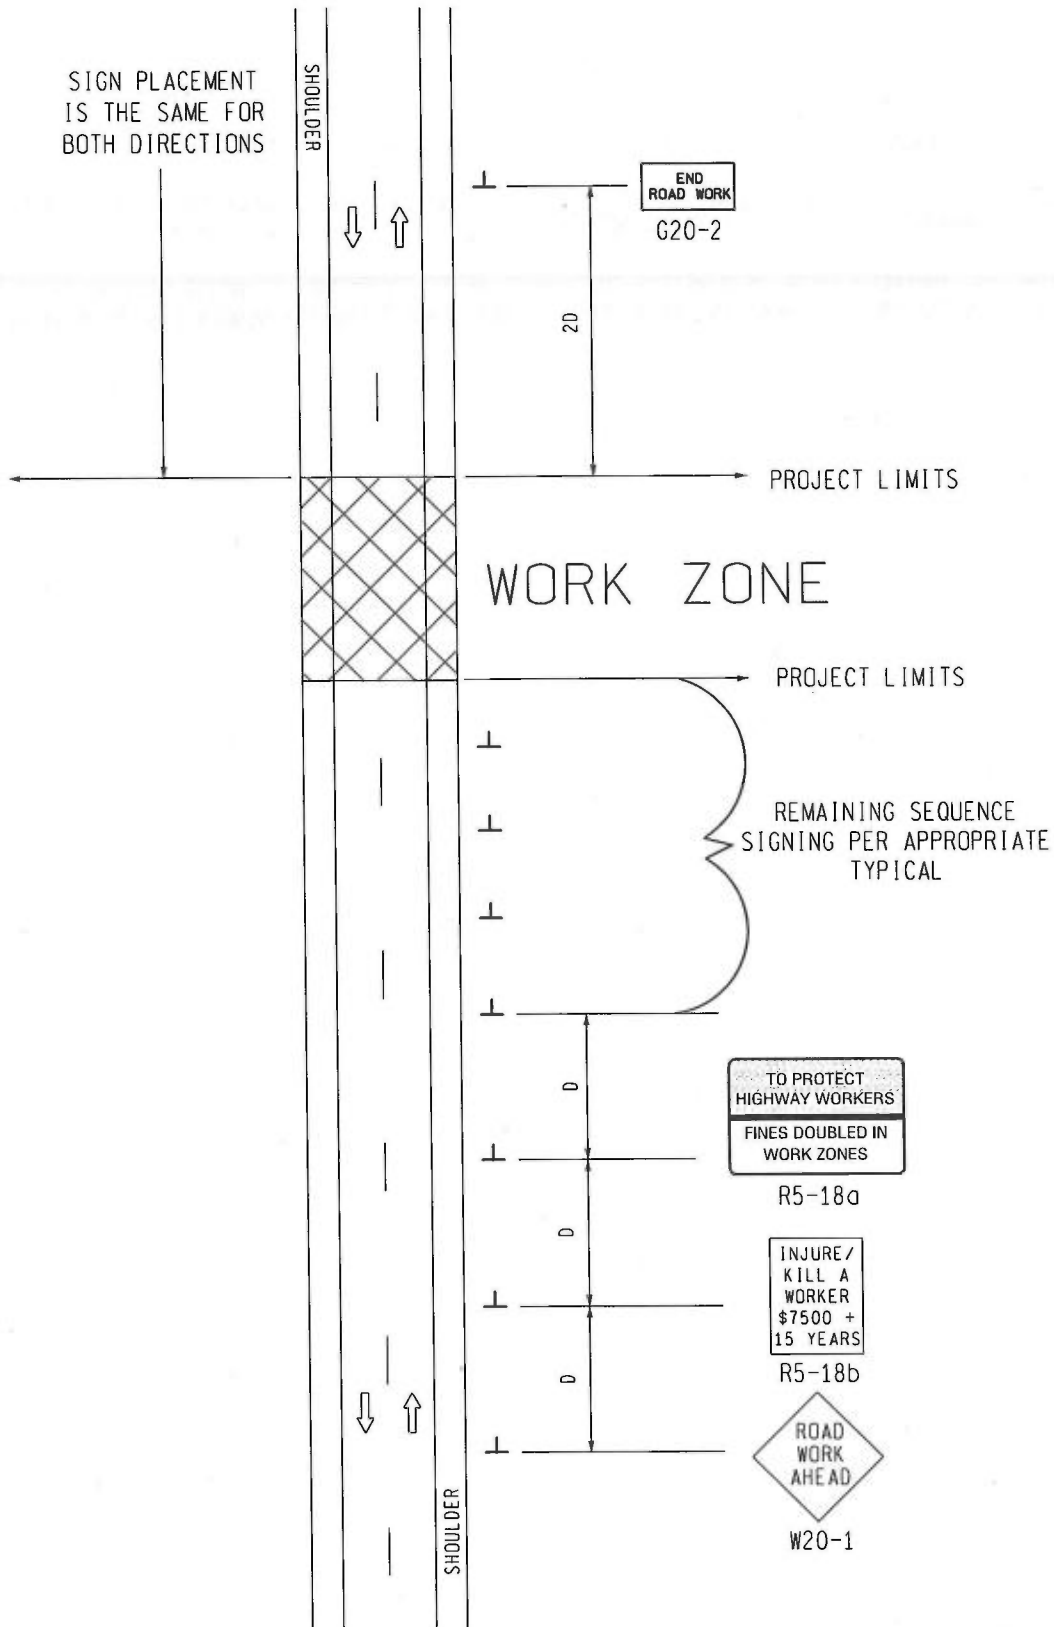 SIGN PLACEMENT
IS THE SAME FOR
BOTH DIRECTIONS
SHOULDER
END
ROAD WORK
G20-2
2D
PROJECT LIMITS
WORK ZONE
PROJECT LIMITS
REMAINING SEQUENCE
SIGNING PER APPROPRIATE
TYPICAL
D
TO PROTECT
HIGHWAY WORKERS
FINES DOUBLED IN
WORK ZONES
R5-18a
D
INJURE/
KILL A
WORKER
$7500 +
15 YEARS
R5-18b
D
ROAD
WORK
AHEAD
W20-1
SHOULDER